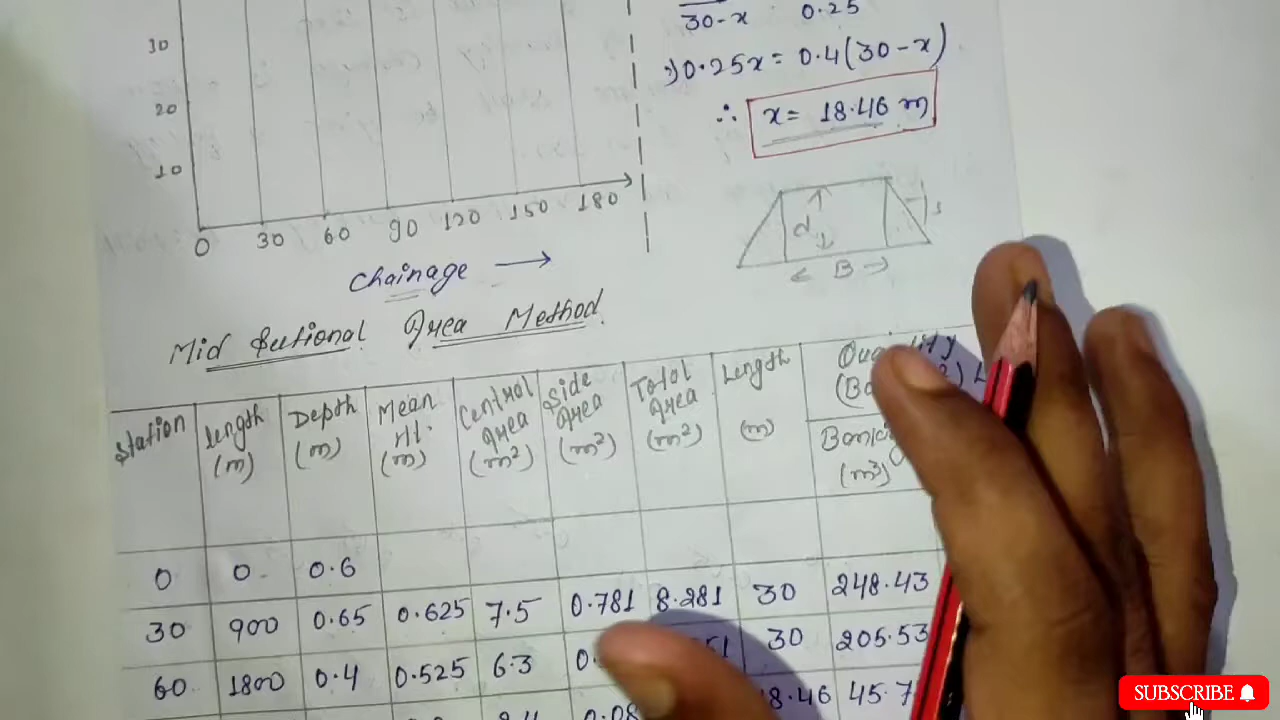 30-x 0.25
0.25x = 0.4(30-x)
∴ x = 18.46 m
30
20
10
0 30 60 90 120 150 180
Chainage →
d
s
← B →
Mid Sectional Area Method.
Station Length (m) Depth (m) Mean Ht. (m) Central Area (m²) Side Area (m²) Total Area (m²) Length (m)
(m³)
0 0 0.6
30 900 0.65 0.625 7.5 0.781 8.281 30 248.43
60 1800 0.4 0.525 6.3 30 205.53
18.46
SUBSCRIBE